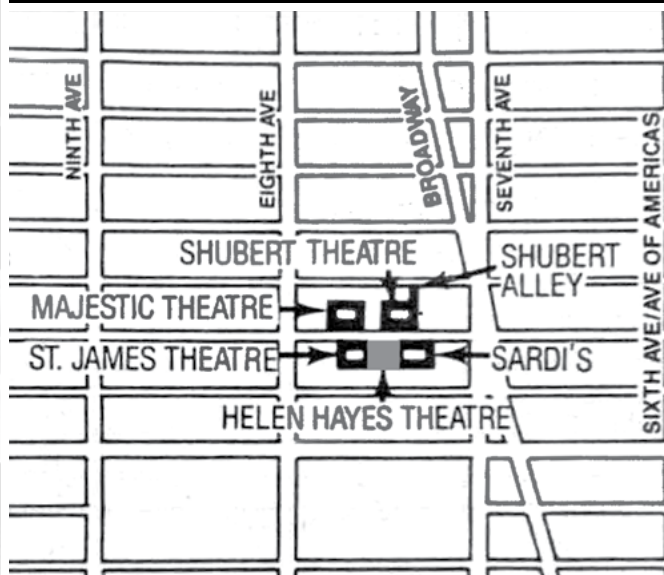 NINTH AVE
EIGHTH AVE
BROADWAY
SEVENTH AVE
SIXTH AVE/AVE OF AMERICAS
SHUBERT THEATRE
SHUBERT
ALLEY
MAJESTIC THEATRE
ST. JAMES THEATRE
SARDI'S
HELEN HAYES THEATRE